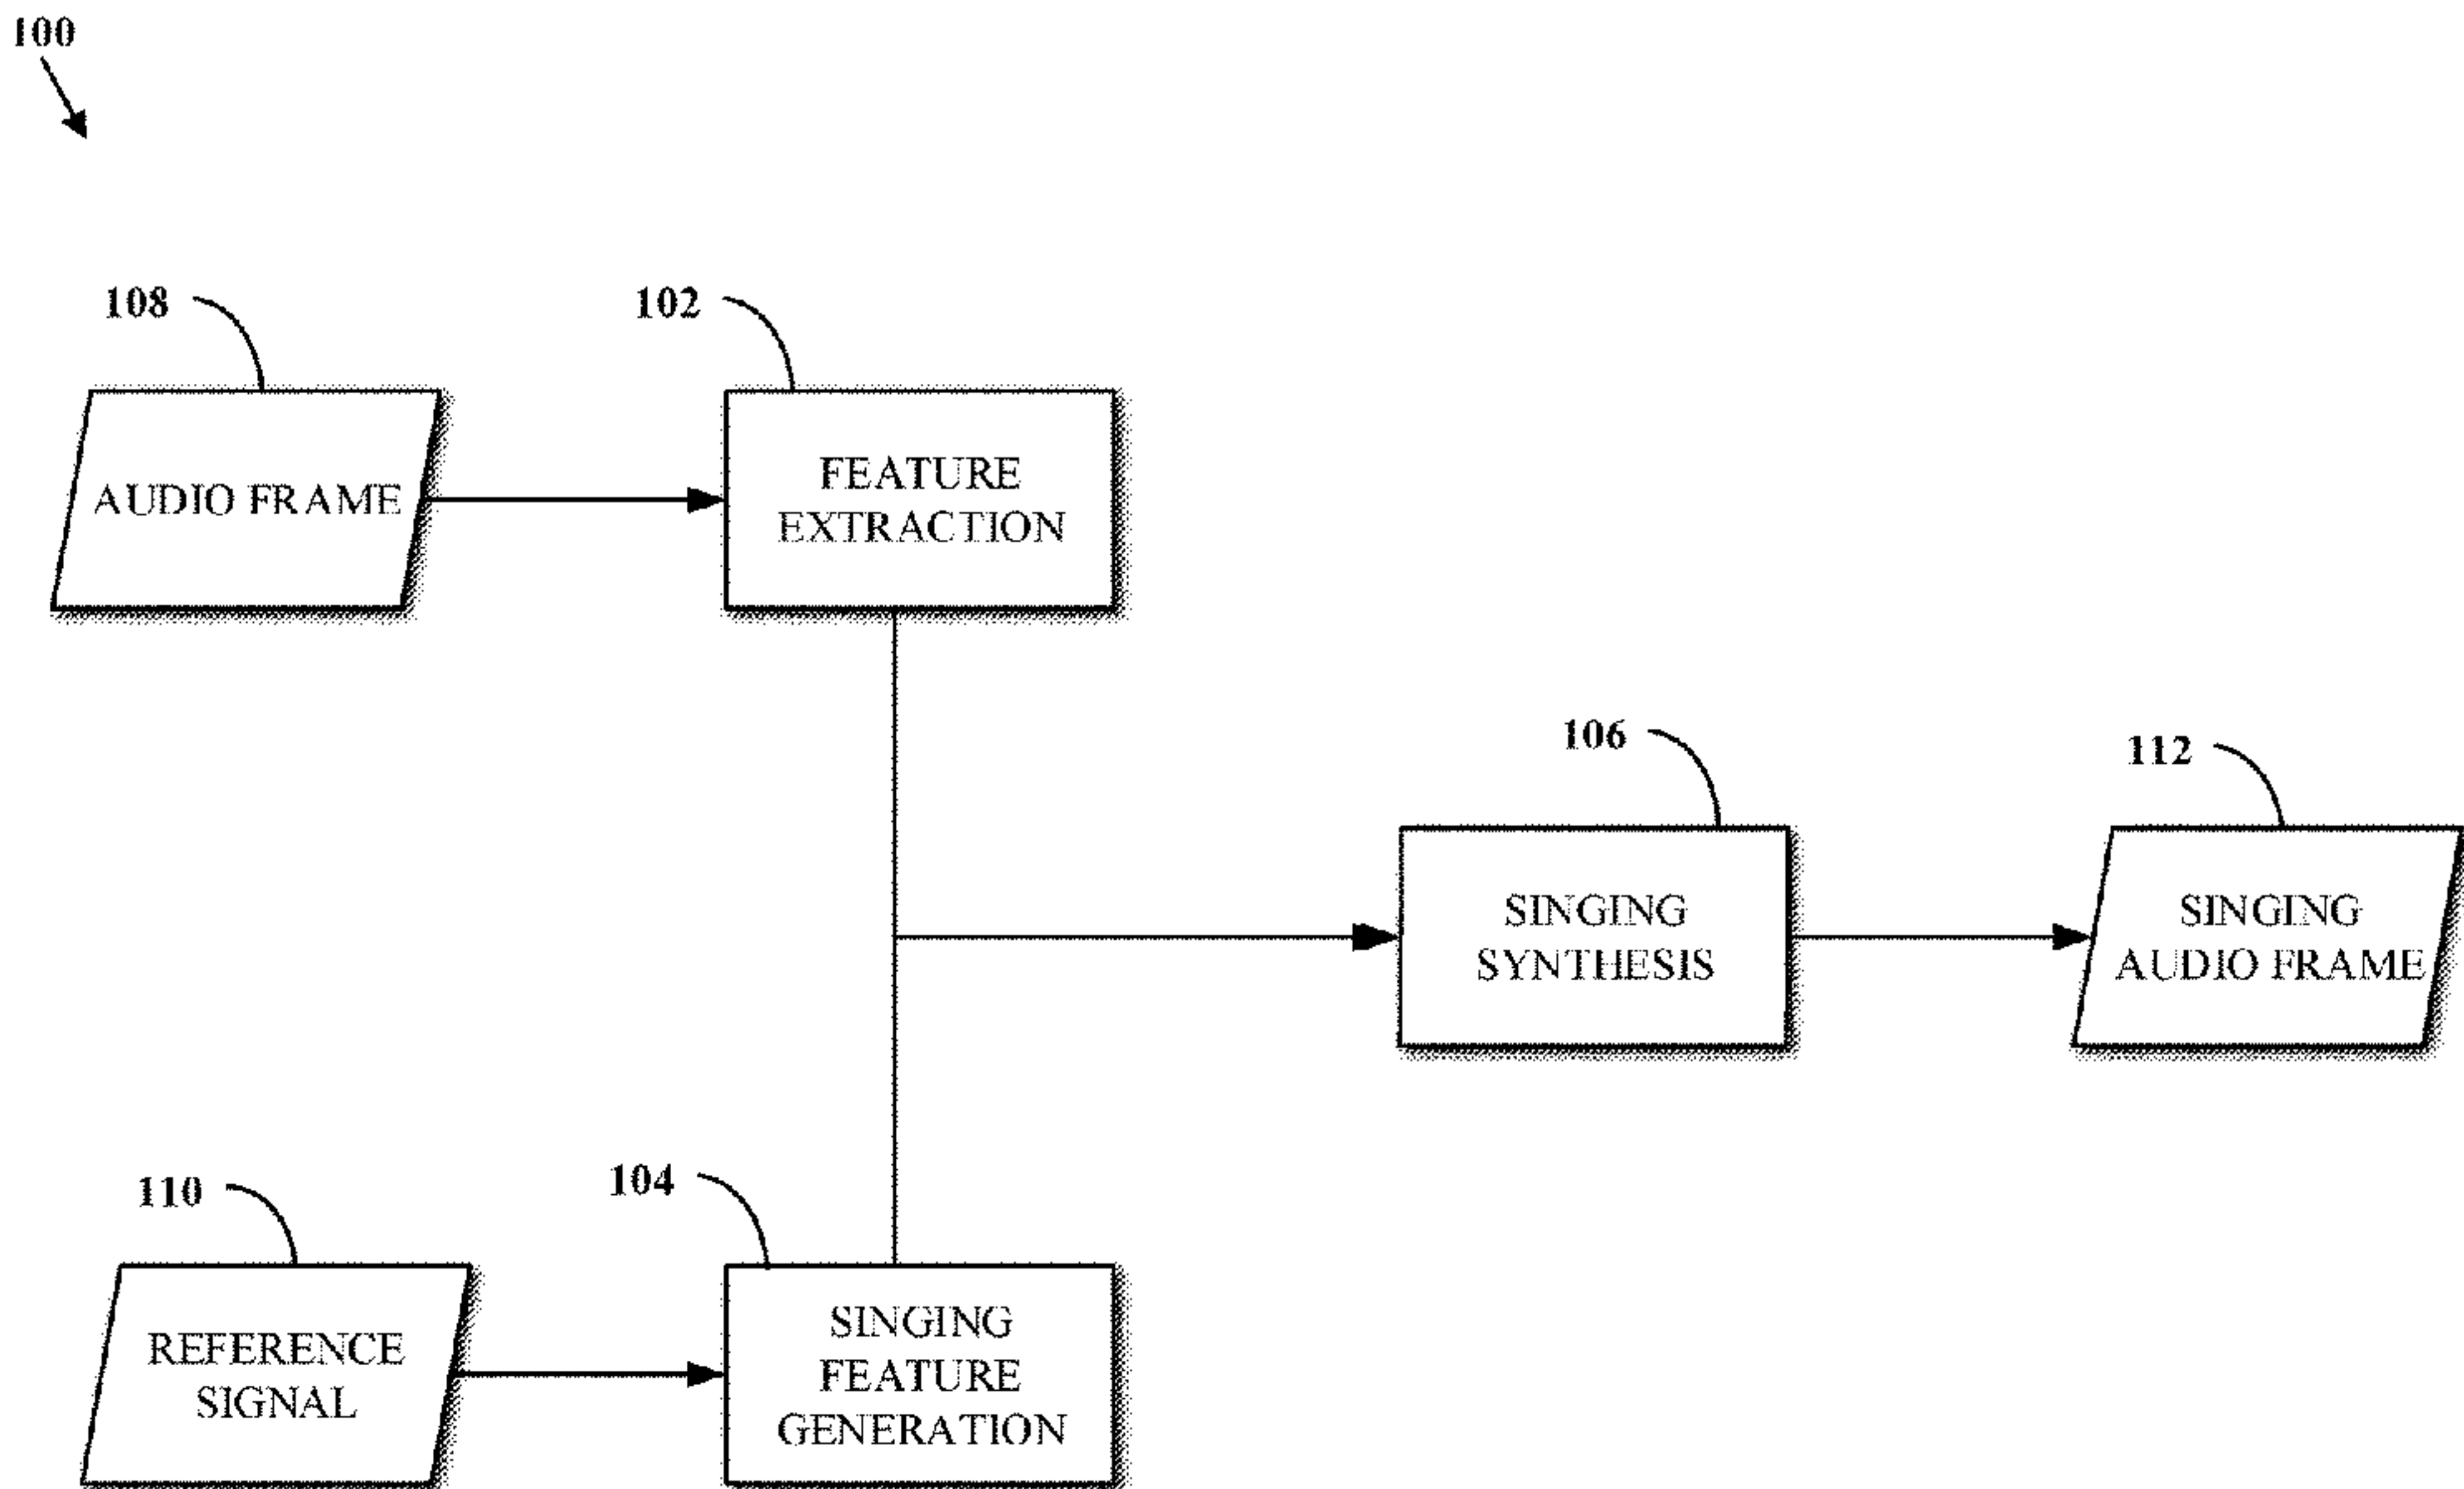 100
108
102
AUDIO FRAME
FEATURE
EXTRACTION
106
112
SINGING
SYNTHESIS
SINGING
AUDIO FRAME
110
104
REFERENCE
SIGNAL
SINGING
FEATURE
GENERATION